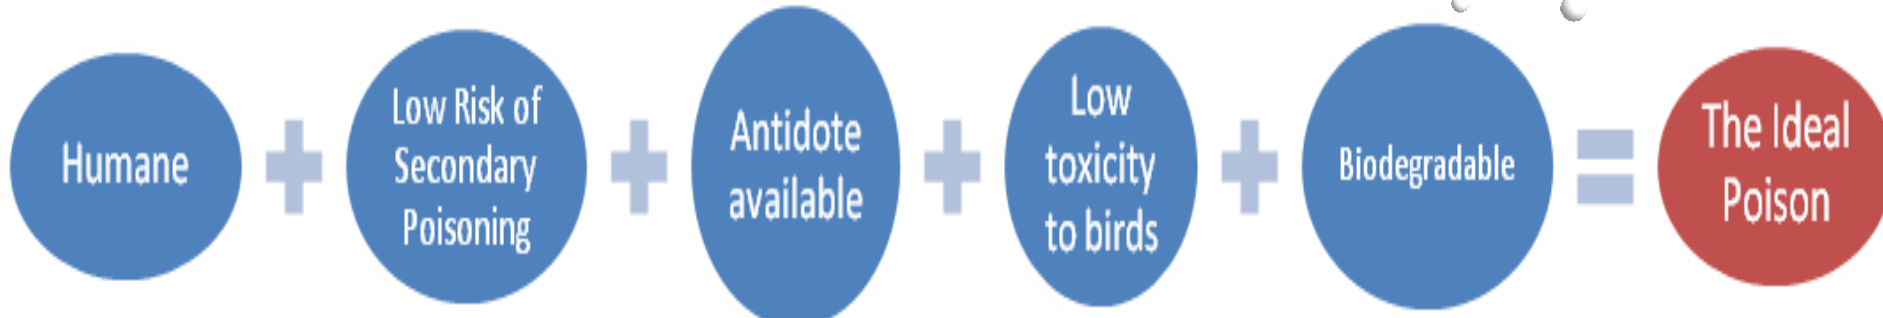 Humane
Low Risk of
Secondary
Poisoning
Antidote
available
Low
toxicity
to birds
Biodegradable
The Ideal
Poison